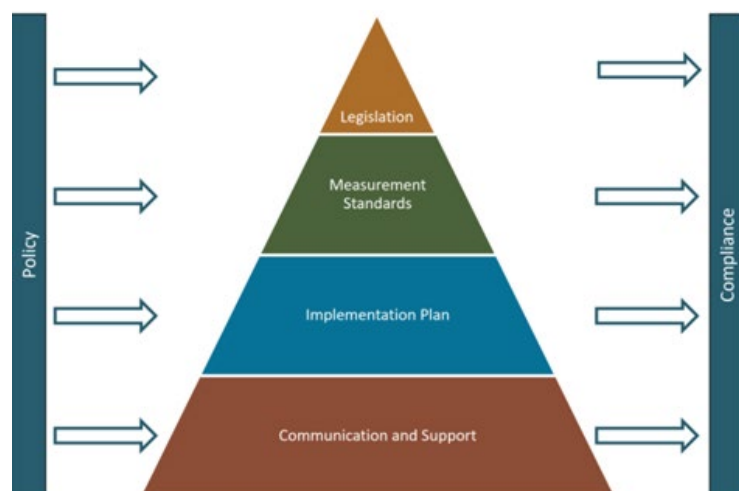 Legislation
Measurement
Standards
Policy
Compliance
Implementation Plan
Communication and Support